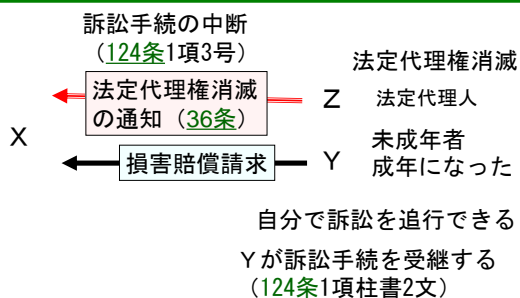 訴訟手続の中断
（124条1項3号）
法定代理権消滅
法定代理権消滅
の通知（36条）
Z 法定代理人
X
未成年者
損害賠償請求
Y 成年になった
自分で訴訟を追行できる
Yが訴訟手続を受継する
（124条1項柱書2文）